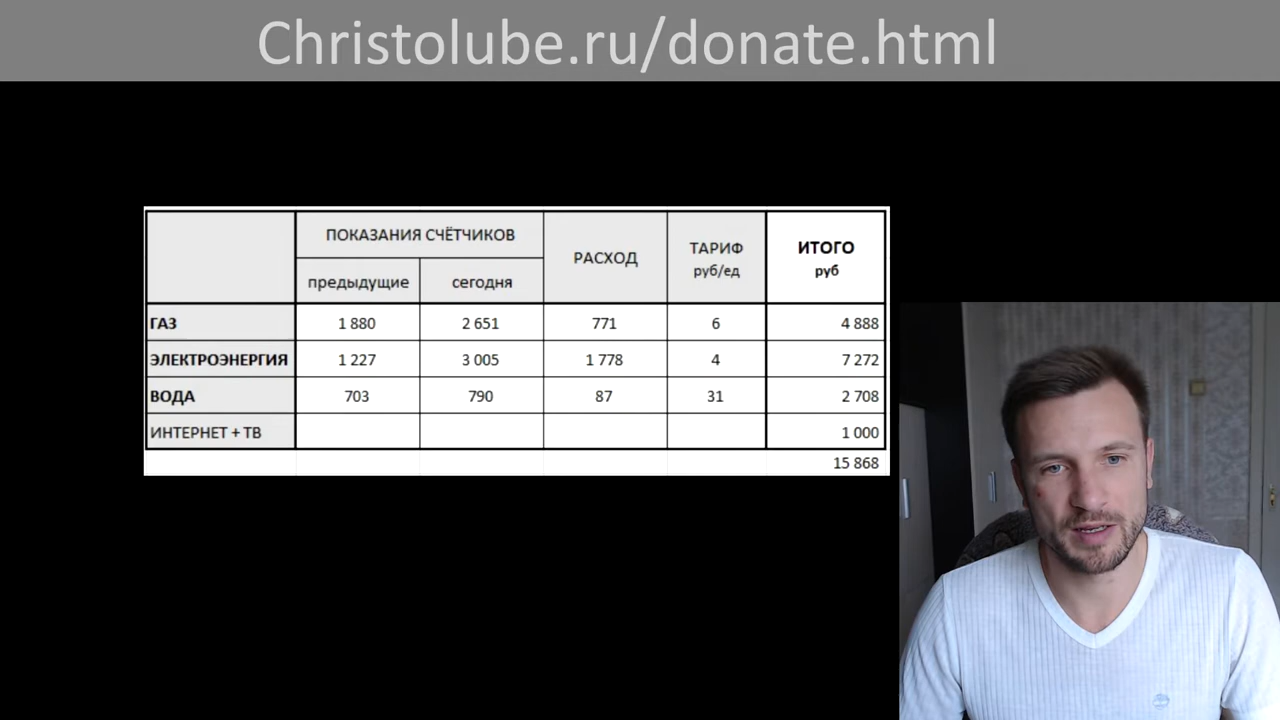 Christolube.ru/donate.html
ПОКАЗАНИЯ СЧЁТЧИКОВ РАСХОД ТАРИФ руб/ед ИТОГО руб
предыдущие сегодня
ГАЗ 1 880 2 651 771 6 4 888
ЭЛЕКТРОЭНЕРГИЯ 1 227 3 005 1 778 4 7 272
ВОДА 703 790 87 31 2 708
ИНТЕРНЕТ + ТВ 1 000
15 868